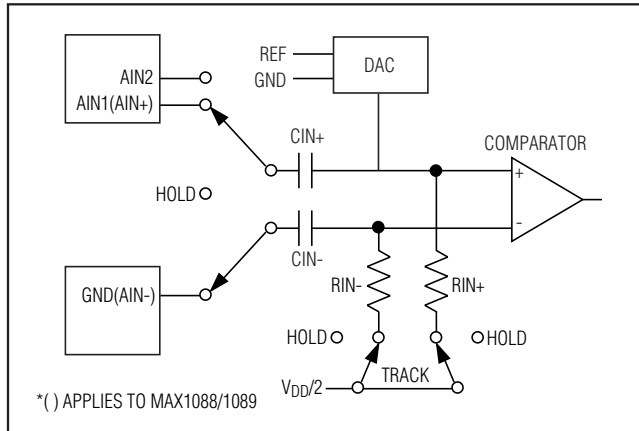 REF
GND
DAC
AIN2
AIN1(AIN+)
CIN+
COMPARATOR
+
-
HOLD
CIN-
GND(AIN-)
RIN-
RIN+
HOLD
HOLD
TRACK
VDD/2
*( ) APPLIES TO MAX1088/1089